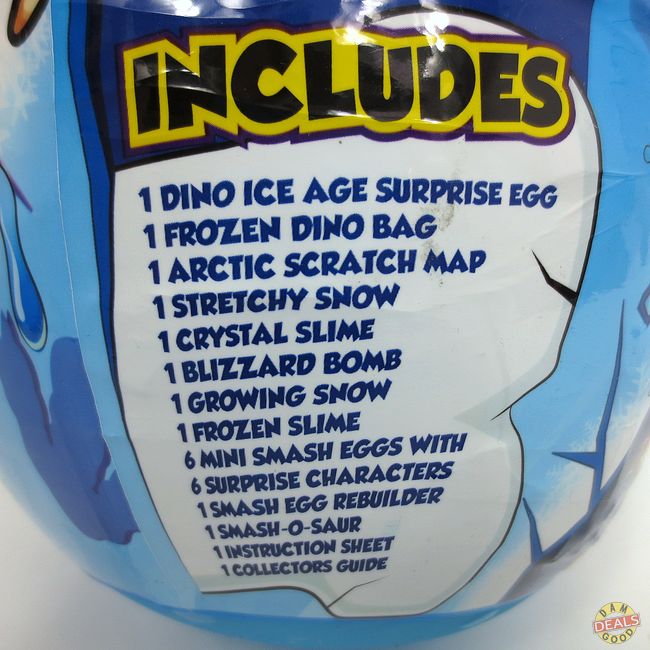 INCLUDES
1 DINO ICE AGE SURPRISE EGG
1 FROZEN DINO BAG
1 ARCTIC SCRATCH MAP
1 STRETCHY SNOW
1 CRYSTAL SLIME
1 BLIZZARD BOMB
1 GROWING SNOW
1 FROZEN SLIME
6 MINI SMASH EGGS WITH
6 SURPRISE CHARACTERS
1 SMASH EGG REBUILDER
1 SMASH-O-SAUR
1 INSTRUCTION SHEET
1 COLLECTORS GUIDE
DAM
DEALS
GOOD